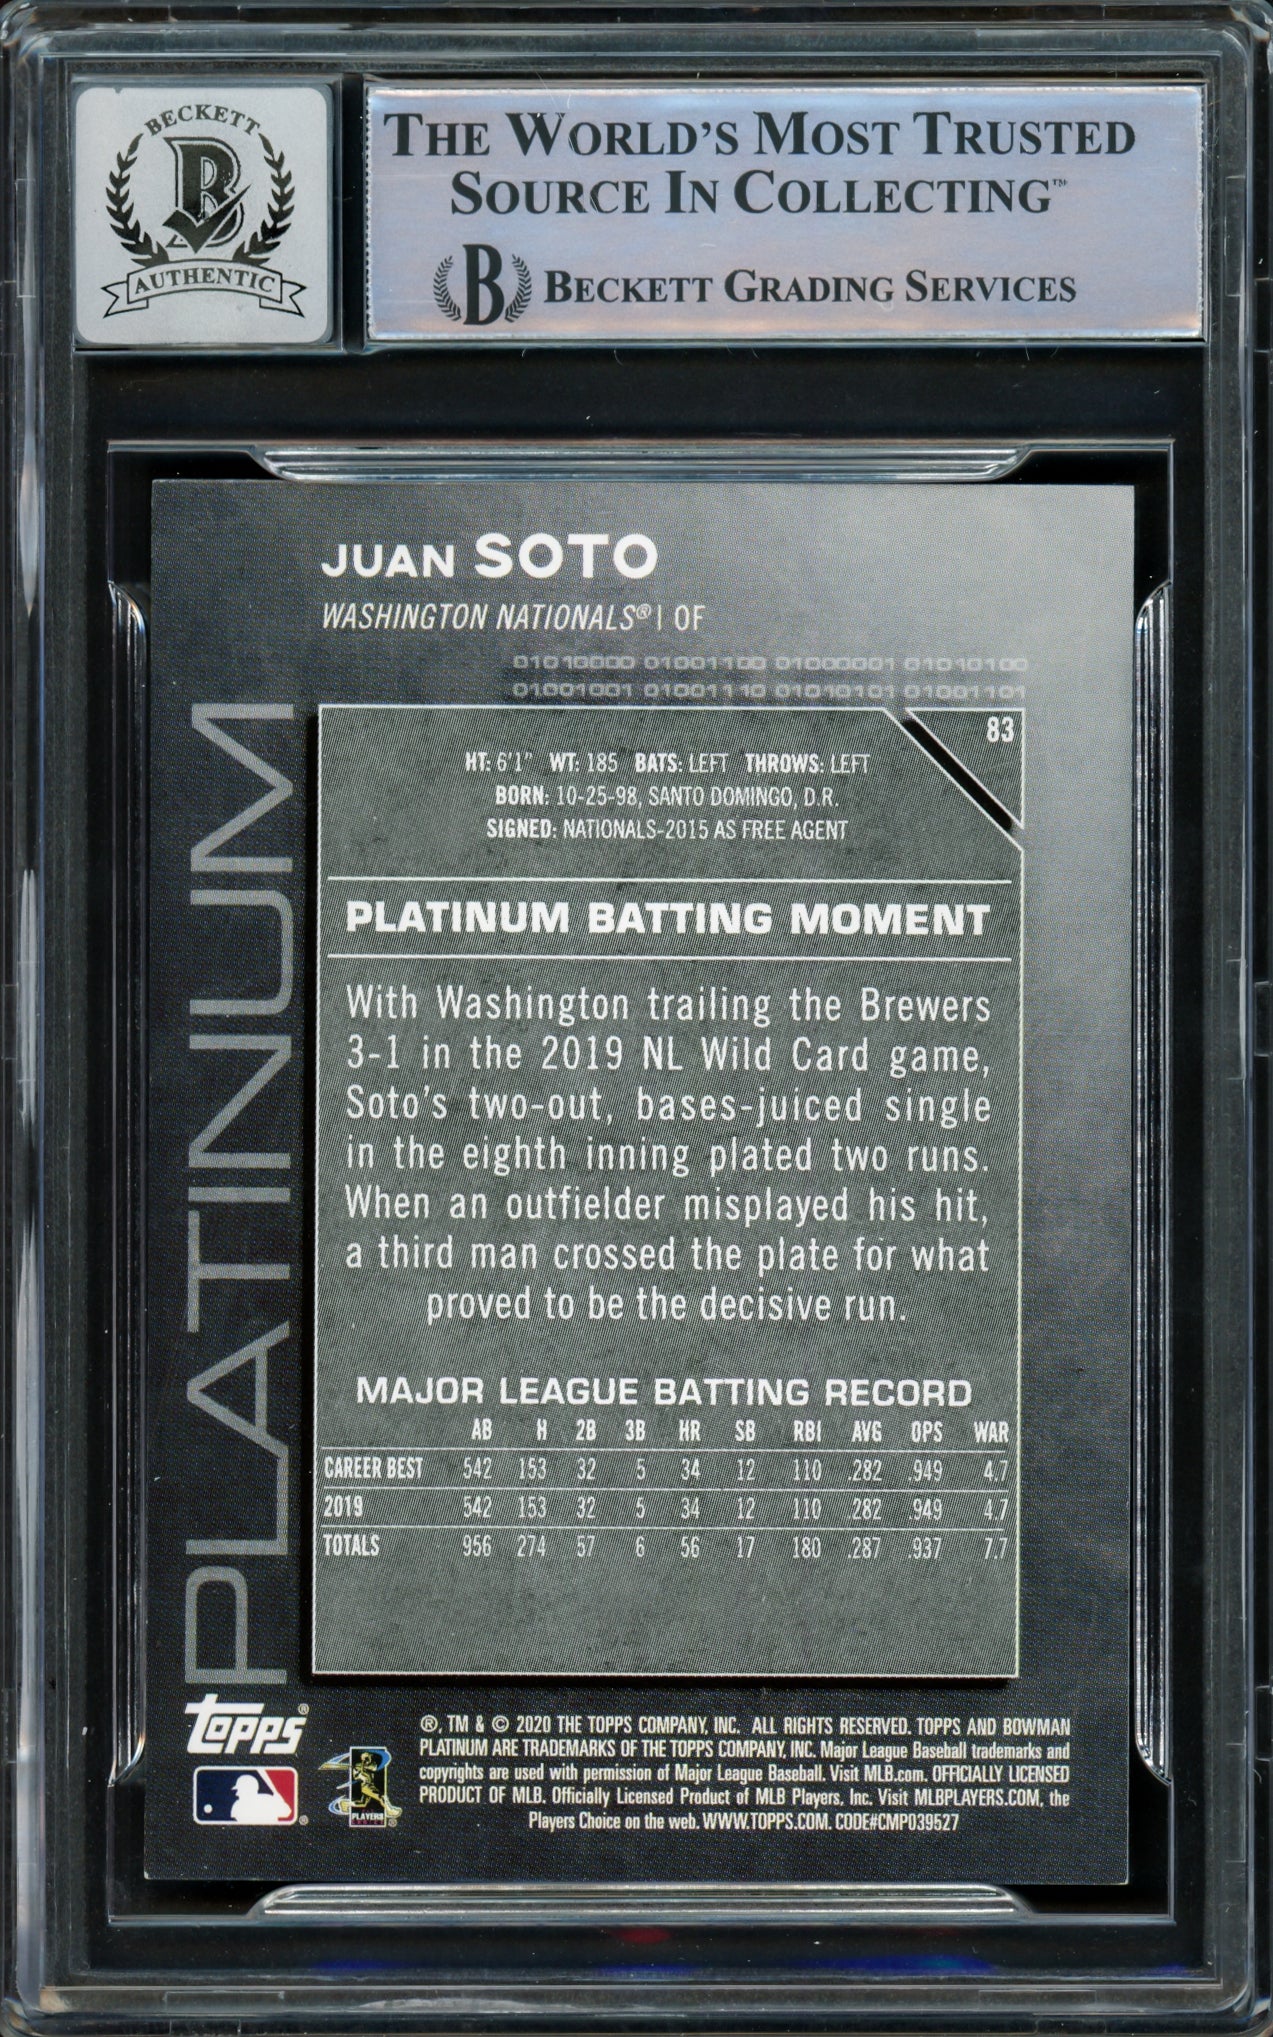 BECKETT
B
AUTHENTIC
THE WORLD'S MOST TRUSTED
SOURCE IN COLLECTING™
B BECKETT GRADING SERVICES
JUAN SOTO
WASHINGTON NATIONALS® | OF
01010000 01001100 01000001 01010100
01001001 01001110 01010101 01001101
PLATINUM
83
HT: 6'1" WT: 185 BATS: LEFT THROWS: LEFT
BORN: 10-25-98, SANTO DOMINGO, D.R.
SIGNED: NATIONALS-2015 AS FREE AGENT
PLATINUM BATTING MOMENT
With Washington trailing the Brewers
3-1 in the 2019 NL Wild Card game,
Soto's two-out, bases-juiced single
in the eighth inning plated two runs.
When an outfielder misplayed his hit,
a third man crossed the plate for what
proved to be the decisive run.
MAJOR LEAGUE BATTING RECORD
AB H 2B 3B HR SB RBI AVG OPS WAR
CAREER BEST 542 153 32 5 34 12 110 .282 .949 4.7
2019 542 153 32 5 34 12 110 .282 .949 4.7
TOTALS 956 274 57 6 56 17 180 .287 .937 7.7
Topps®
PLAYERS
CHOICE
®, TM & © 2020 THE TOPPS COMPANY, INC. ALL RIGHTS RESERVED. TOPPS AND BOWMAN
PLATINUM ARE TRADEMARKS OF THE TOPPS COMPANY, INC. Major League Baseball trademarks and
copyrights are used with permission of Major League Baseball. Visit MLB.com. OFFICIALLY LICENSED
PRODUCT OF MLB. Officially Licensed Product of MLB Players, Inc. Visit MLBPLAYERS.COM, the
Players Choice on the web. WWW.TOPPS.COM. CODE#CMP039527